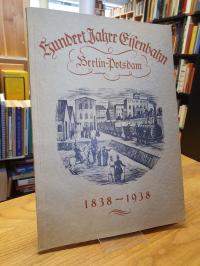 Hundert Jahre Eisenbahn
Berlin-Potsdam
1838-1938